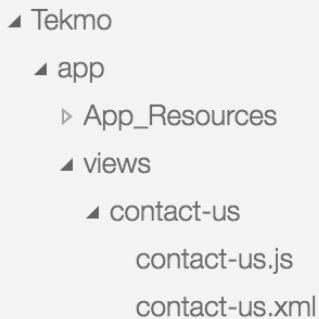 Tekmo
app
App_Resources
views
contact-us
contact-us.js
contact-us.xml